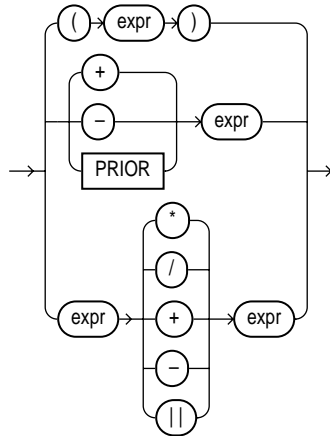 ( expr )
+
– expr
PRIOR
*
/
expr + expr
–
||